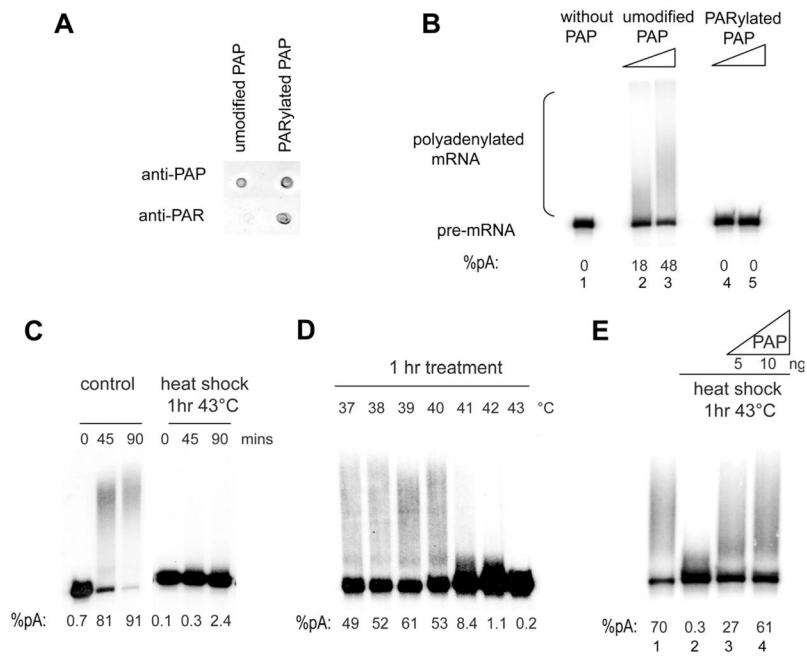 A
umodified PAP
PARylated PAP
anti-PAP
anti-PAR
B
without PAP
umodified PAP
PARylated PAP
polyadenylated mRNA
pre-mRNA
%pA: 0 18 48 0 0
1 2 3 4 5
C
control
heat shock
1hr 43°C
0 45 90 0 45 90 mins
%pA: 0.7 81 91 0.1 0.3 2.4
D
1 hr treatment
37 38 39 40 41 42 43 °C
%pA: 49 52 61 53 8.4 1.1 0.2
E
PAP
5 10 ng
heat shock
1hr 43°C
%pA: 70 0.3 27 61
1 2 3 4